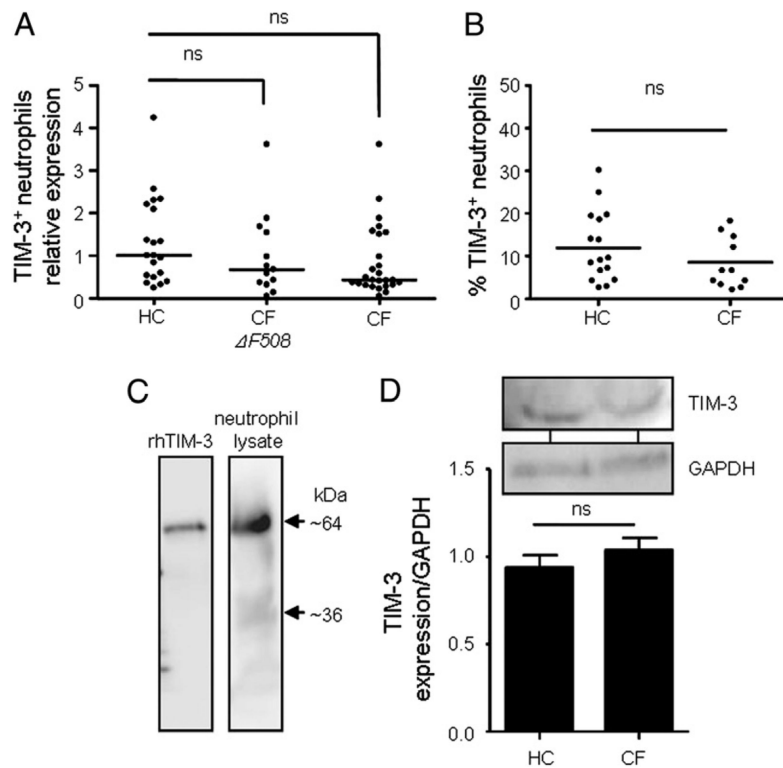 A
ns
ns
TIM-3⁺ neutrophils
relative expression
5
4
3
2
1
0
HC
CF
ΔF508
CF
B
ns
% TIM-3⁺ neutrophils
50
40
30
20
10
0
HC
CF
C
rhTIM-3
neutrophil
lysate
kDa
~64
~36
D
TIM-3
GAPDH
ns
TIM-3
expression/GAPDH
1.5
1.0
0.5
0.0
HC
CF